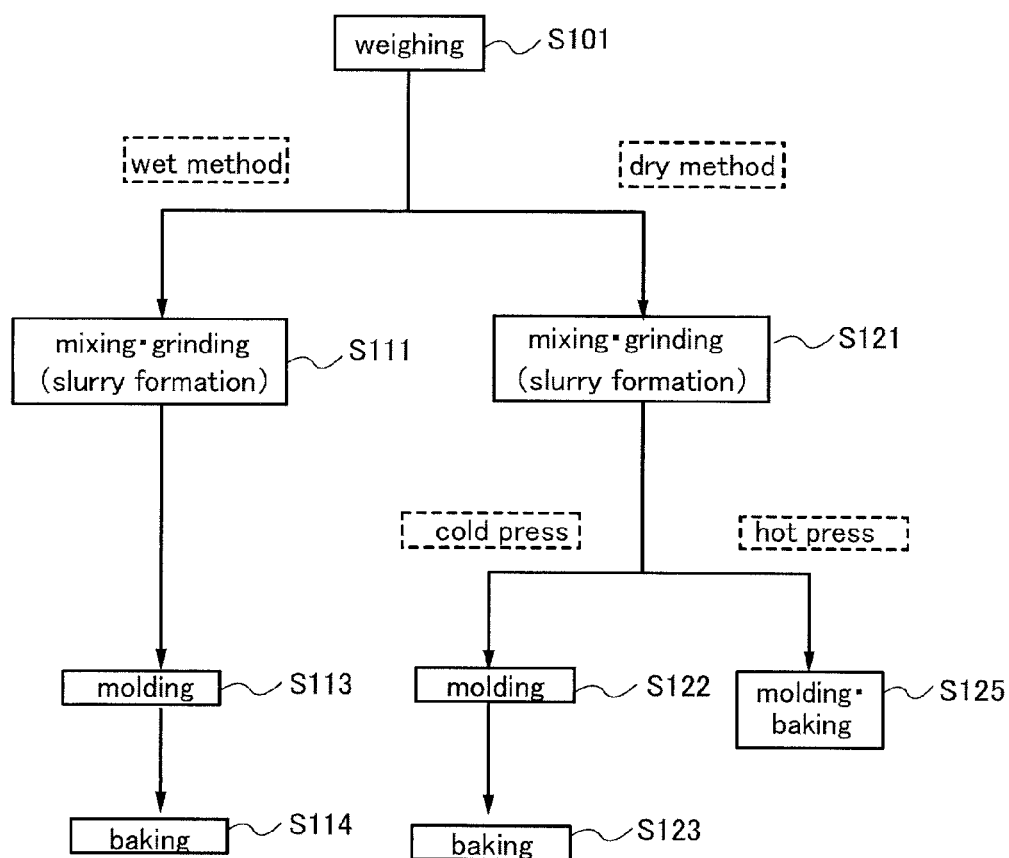 weighing
S101
wet method
dry method
mixing・grinding
(slurry formation)
S111
mixing・grinding
(slurry formation)
S121
cold press
hot press
molding
S113
molding
S122
molding・
baking
S125
baking
S114
baking
S123